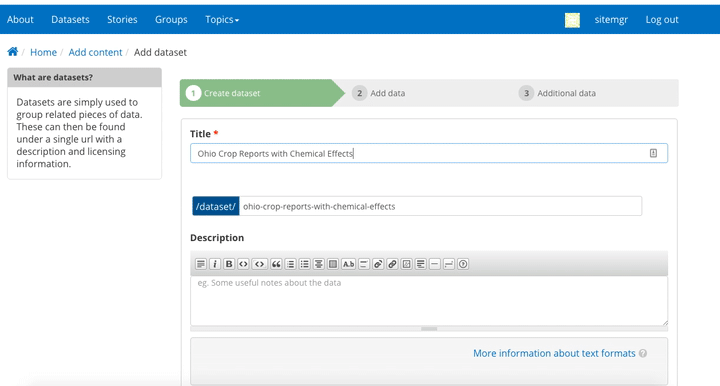 About Datasets Stories Groups Topics sitemgr Log out
Home / Add content / Add dataset
What are datasets?
Datasets are simply used to
group related pieces of data.
These can then be found
under a single url with a
description and licensing
information.
1 Create dataset 2 Add data 3 Additional data
Title *
Ohio Crop Reports with Chemical Effects
/dataset/ ohio-crop-reports-with-chemical-effects
Description
eg. Some useful notes about the data
More information about text formats